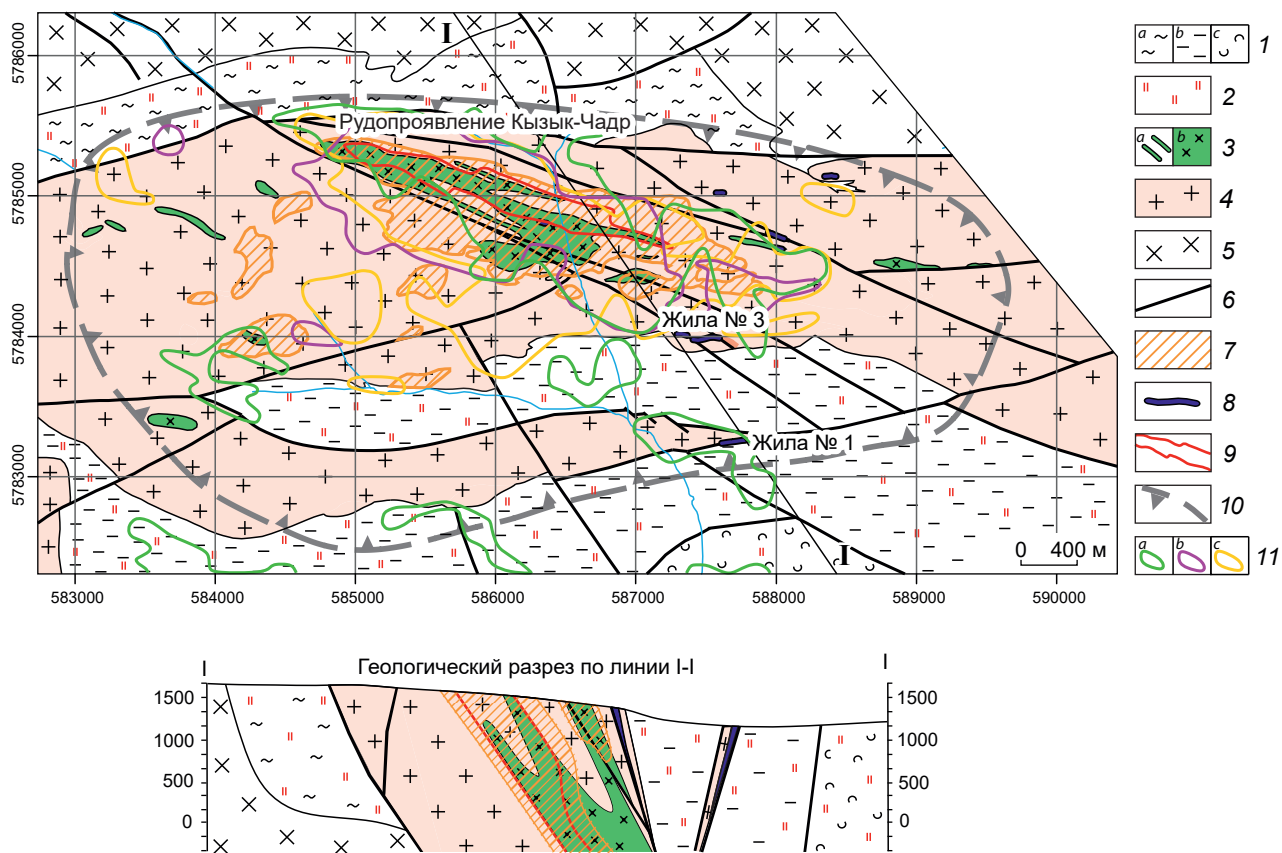 I
5786000
5785000
5784000
5783000
Рудопроявление Кызык-Чадр
Жила № 3
Жила № 1
I
0 400 м
583000 584000 585000 586000 587000 588000 589000 590000
a b c 1
2
a b 3
4
5
6
7
8
9
10
a b c 11
Геологический разрез по линии I-I
I I
1500 1500
1000 1000
500 500
0 0